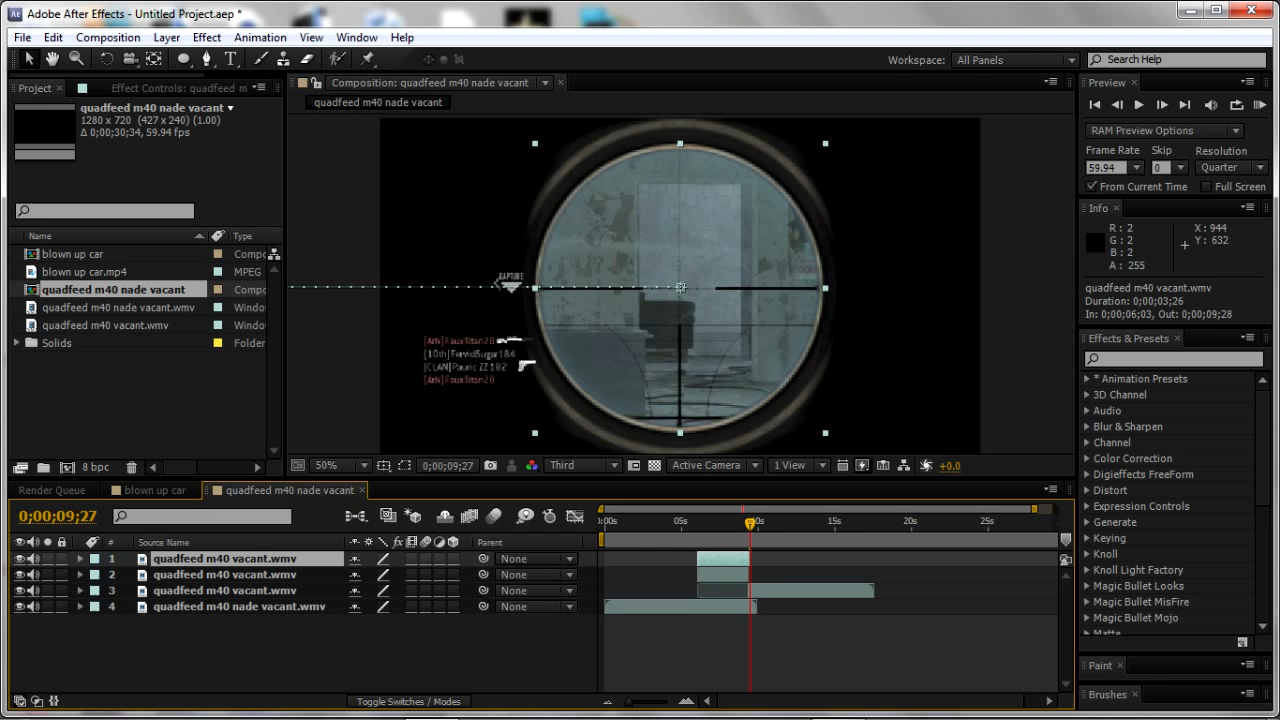 Adobe After Effects - Untitled Project.aep *
File Edit Composition Layer Effect Animation View Window Help
Workspace: All Panels Search Help
Project Effect Controls: quadfeed m
quadfeed m40 nade vacant
1280 x 720 (427 x 240) (1.00)
Δ 0;00;30;34, 59.94 fps
Name Type
blown up car Compo
blown up car.mp4 MPEG
quadfeed m40 nade vacant Compo
quadfeed m40 nade vacant.wmv Windo
quadfeed m40 vacant.wmv Windo
Solids Folder
8 bpc
Composition: quadfeed m40 nade vacant
quadfeed m40 nade vacant
CAPTURE
50% 0;00;09;27 Third Active Camera 1 View +0.0
Preview
RAM Preview Options
Frame Rate Skip Resolution
59.94 0 Quarter
From Current Time Full Screen
Info
R : 2 X : 944
G : 2 Y : 632
B : 2
A : 255
quadfeed m40 vacant.wmv
Duration: 0;00;03;26
In: 0;00;06;03, Out: 0;00;09;28
Effects & Presets
* Animation Presets
3D Channel
Audio
Blur & Sharpen
Channel
Color Correction
Digieffects FreeForm
Distort
Expression Controls
Generate
Keying
Knoll
Knoll Light Factory
Magic Bullet Looks
Magic Bullet MisFire
Magic Bullet Mojo
Matte
Paint
Brushes
Render Queue blown up car quadfeed m40 nade vacant
0;00;09;27
# Source Name fx Parent
:00s 05s 0s 15s 20s 25s
1 quadfeed m40 vacant.wmv None
2 quadfeed m40 vacant.wmv None
3 quadfeed m40 vacant.wmv None
4 quadfeed m40 nade vacant.wmv None
Toggle Switches / Modes